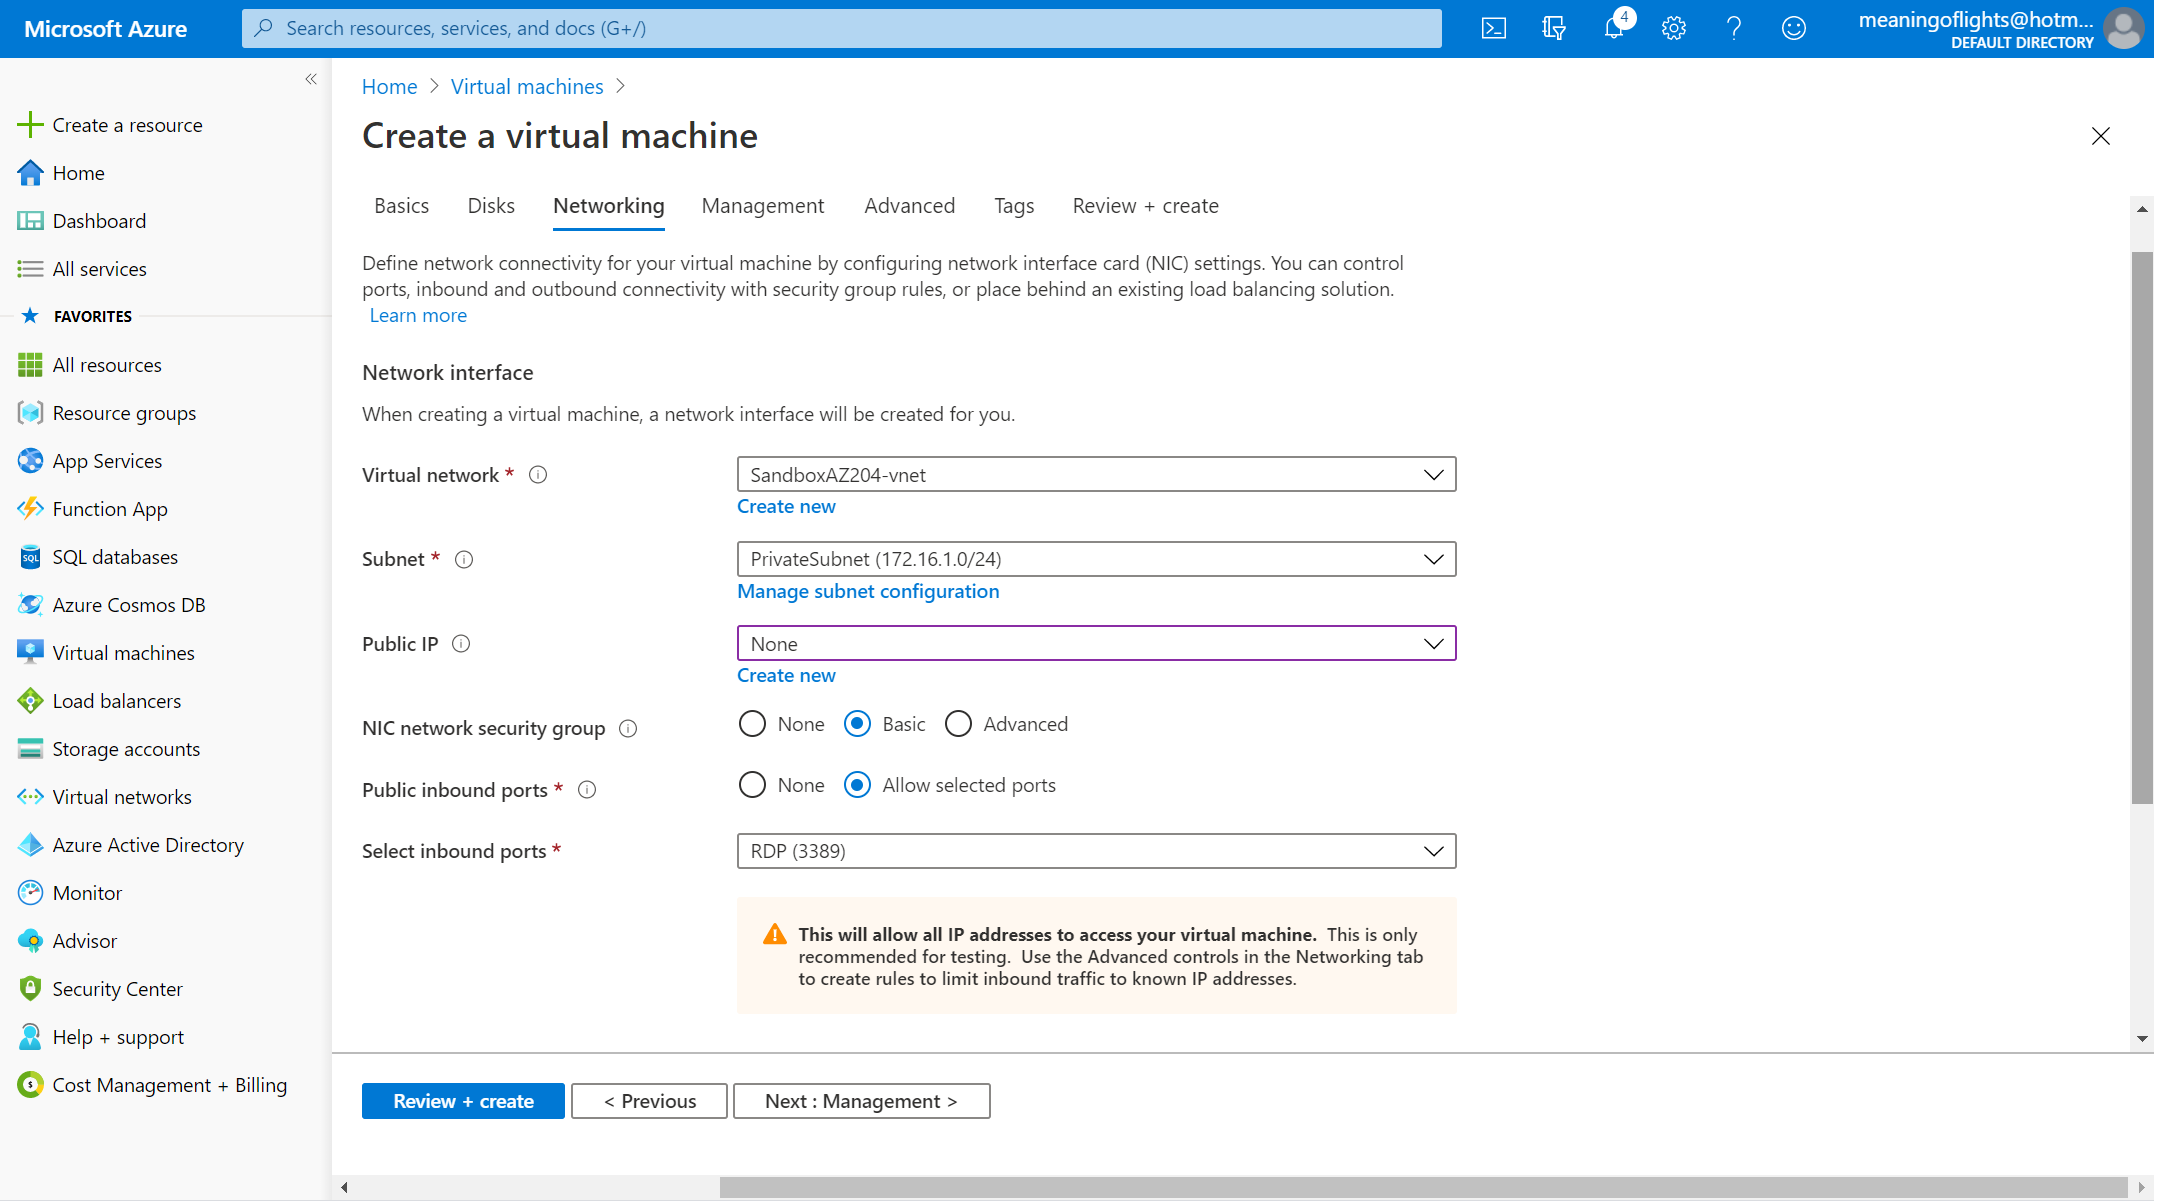 Microsoft Azure
Search resources, services, and docs (G+/)
4
meaningoflights@hotm...
DEFAULT DIRECTORY
«
Create a resource
Home
Dashboard
All services
FAVORITES
All resources
Resource groups
App Services
Function App
SQL databases
Azure Cosmos DB
Virtual machines
Load balancers
Storage accounts
Virtual networks
Azure Active Directory
Monitor
Advisor
Security Center
Help + support
Cost Management + Billing
Home > Virtual machines >
Create a virtual machine
Basics Disks Networking Management Advanced Tags Review + create
Define network connectivity for your virtual machine by configuring network interface card (NIC) settings. You can control
ports, inbound and outbound connectivity with security group rules, or place behind an existing load balancing solution.
Learn more
Network interface
When creating a virtual machine, a network interface will be created for you.
Virtual network * SandboxAZ204-vnet
Create new
Subnet * PrivateSubnet (172.16.1.0/24)
Manage subnet configuration
Public IP None
Create new
NIC network security group None Basic Advanced
Public inbound ports * None Allow selected ports
Select inbound ports * RDP (3389)
This will allow all IP addresses to access your virtual machine. This is only
recommended for testing. Use the Advanced controls in the Networking tab
to create rules to limit inbound traffic to known IP addresses.
Review + create < Previous Next : Management >